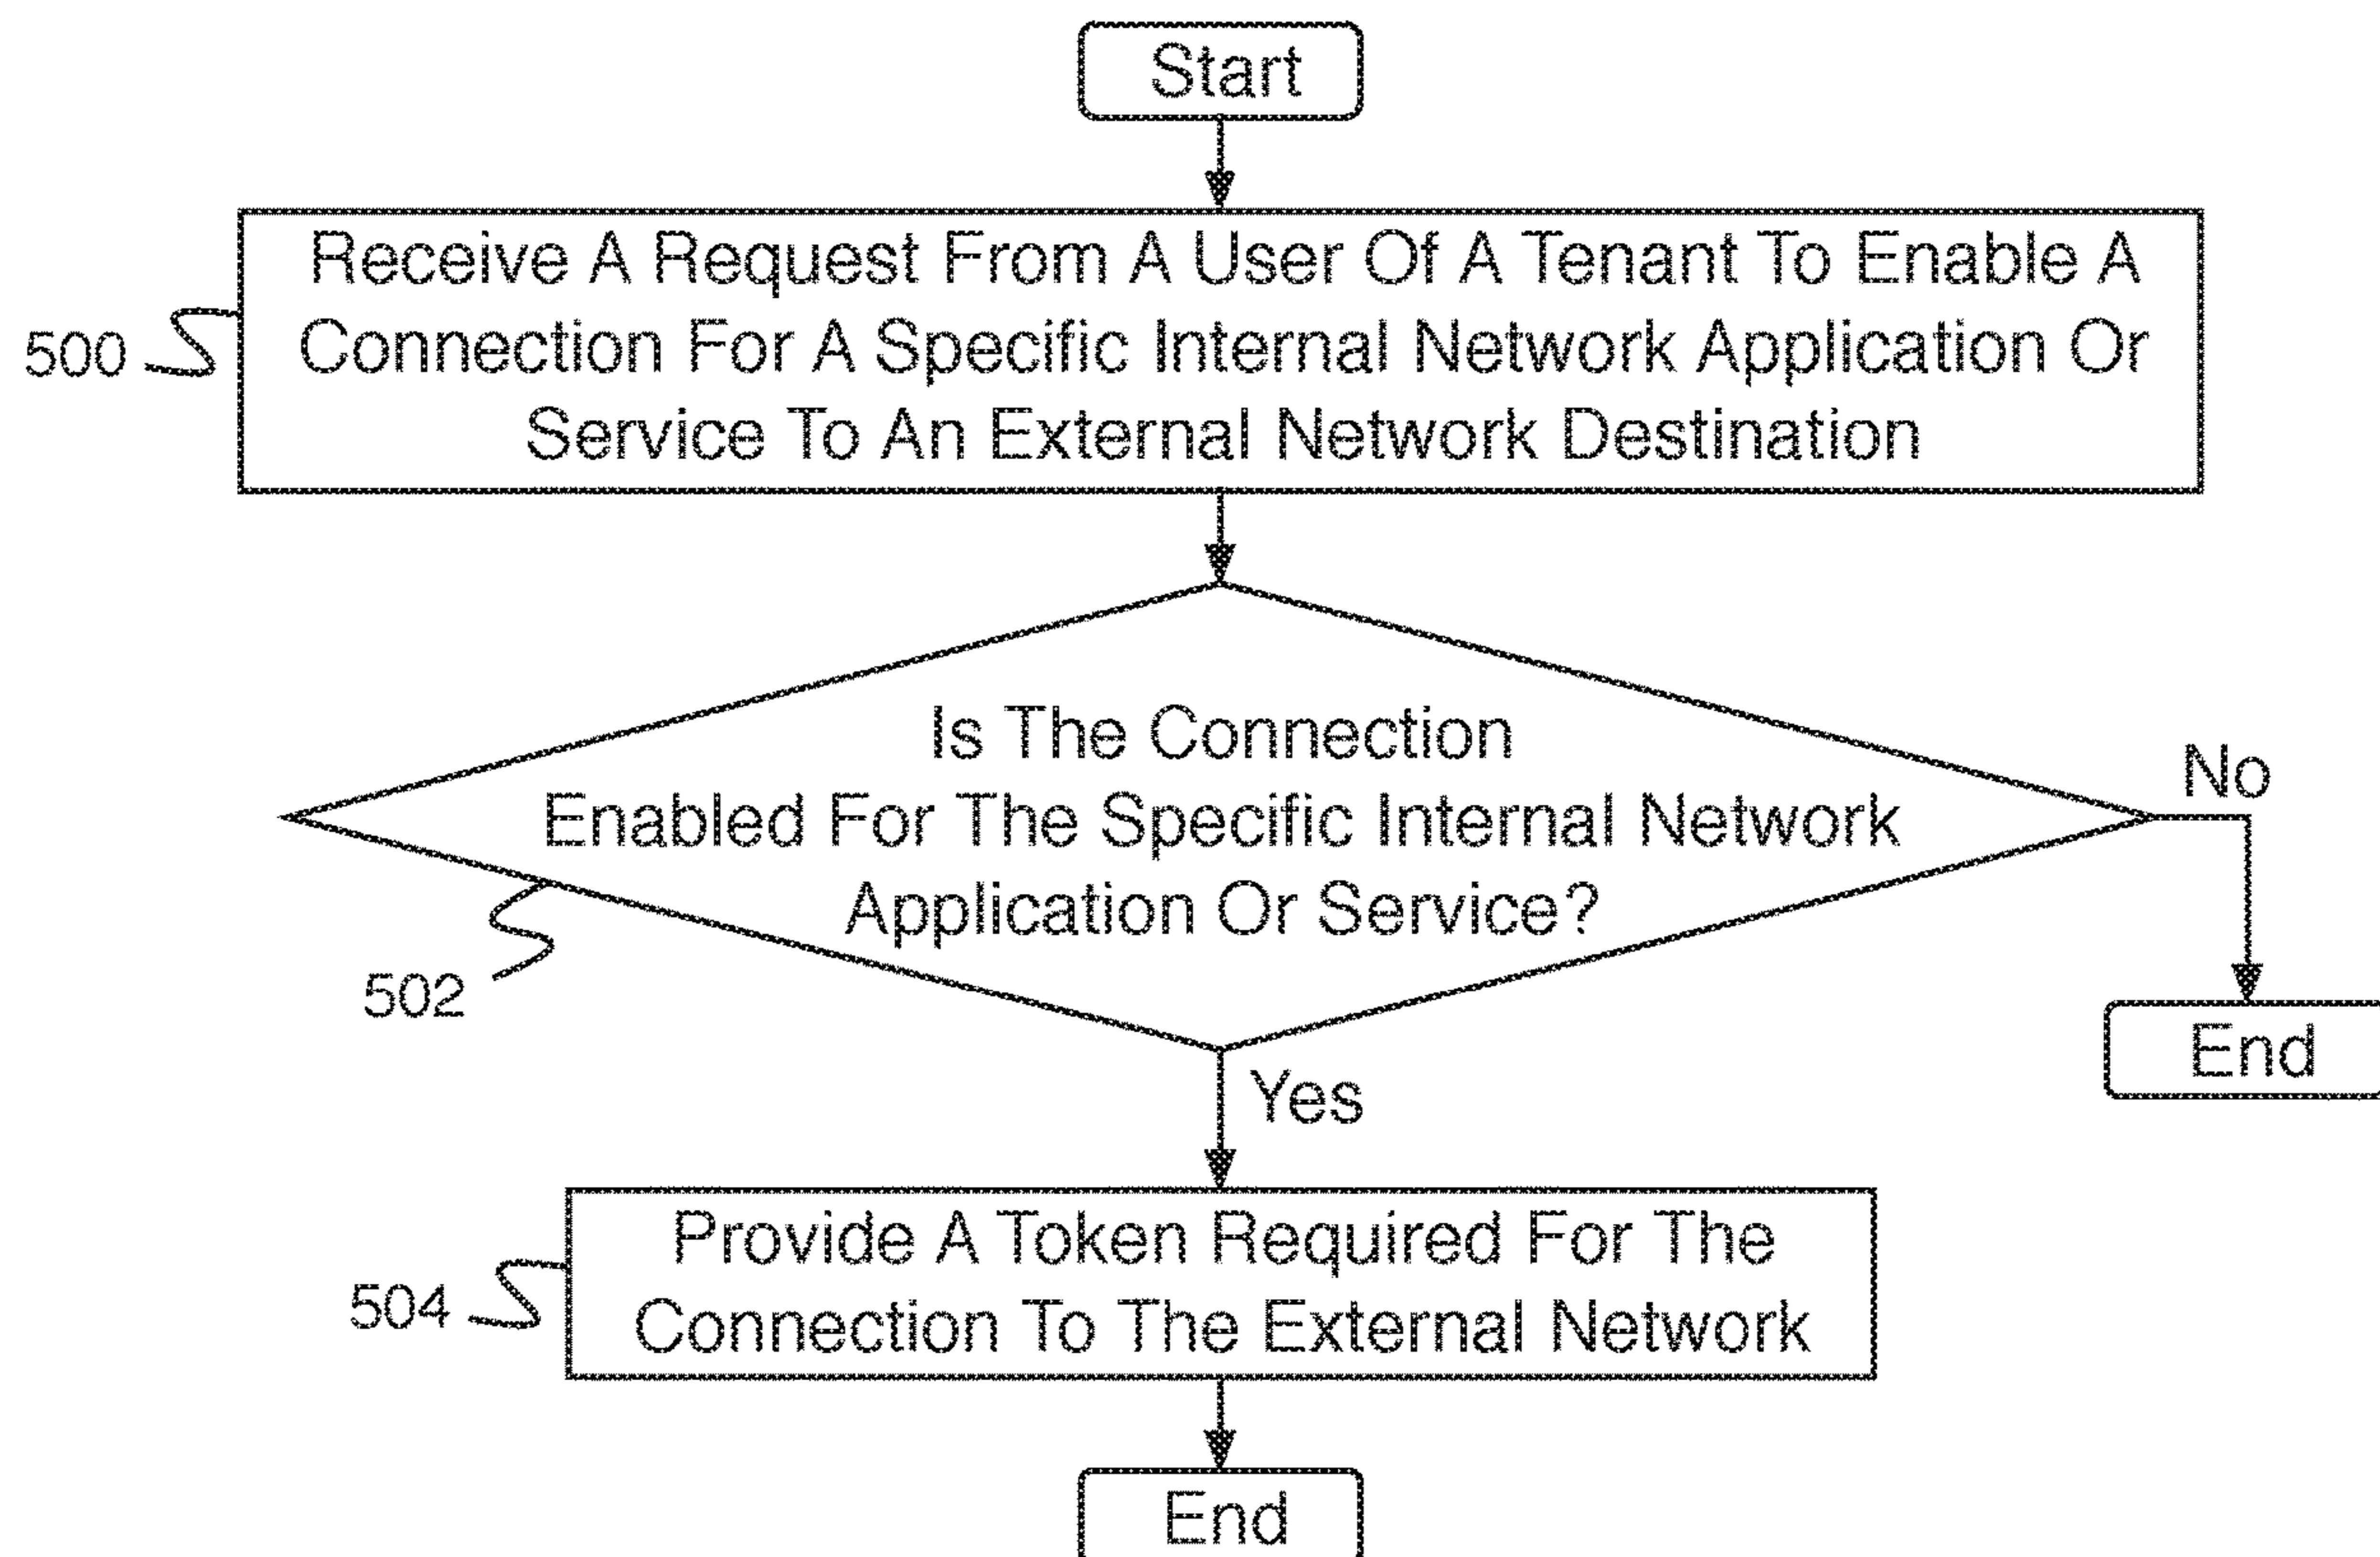 Start
Receive A Request From A User Of A Tenant To Enable A
Connection For A Specific Internal Network Application Or
Service To An External Network Destination
500
Is The Connection
Enabled For The Specific Internal Network
Application Or Service?
No
502
End
Yes
Provide A Token Required For The
Connection To The External Network
504
End